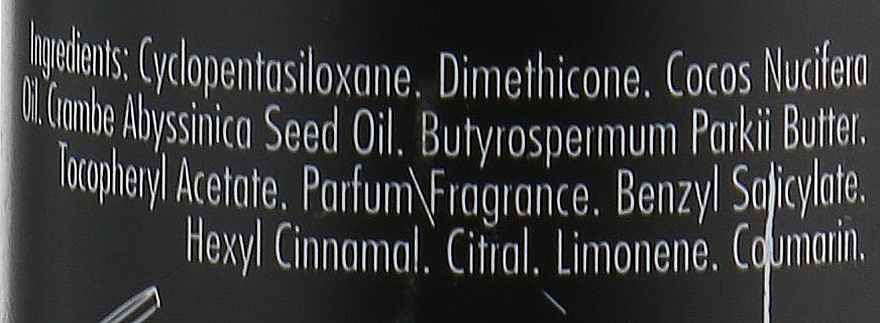 Ingredients: Cyclopentasiloxane. Dimethicone. Cocos Nucifera
Oil. Crambe Abyssinica Seed Oil. Butyrospermum Parkii Butter.
Tocopheryl Acetate. Parfum\Fragrance. Benzyl Salicylate.
Hexyl Cinnamal. Citral. Limonene. Coumarin.